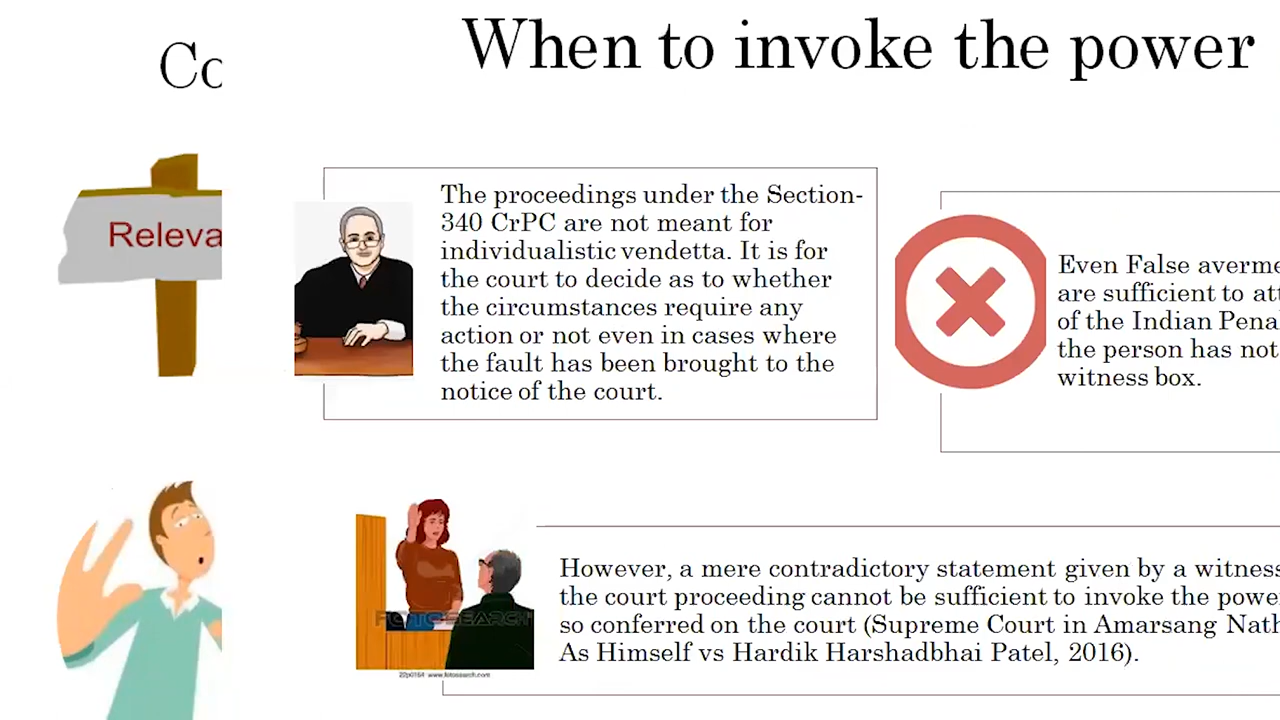 When to invoke the power
Co
Releva
The proceedings under the Section-
340 CrPC are not meant for
individualistic vendetta. It is for
the court to decide as to whether
the circumstances require any
action or not even in cases where
the fault has been brought to the
notice of the court.
Even False averme
are sufficient to att
of the Indian Penal
the person has not
witness box.
However, a mere contradictory statement given by a witness
the court proceeding cannot be sufficient to invoke the powe
so conferred on the court (Supreme Court in Amarsang Nath
As Himself vs Hardik Harshadbhai Patel, 2016).
FOTOSEARCH
www.fotosearch.com